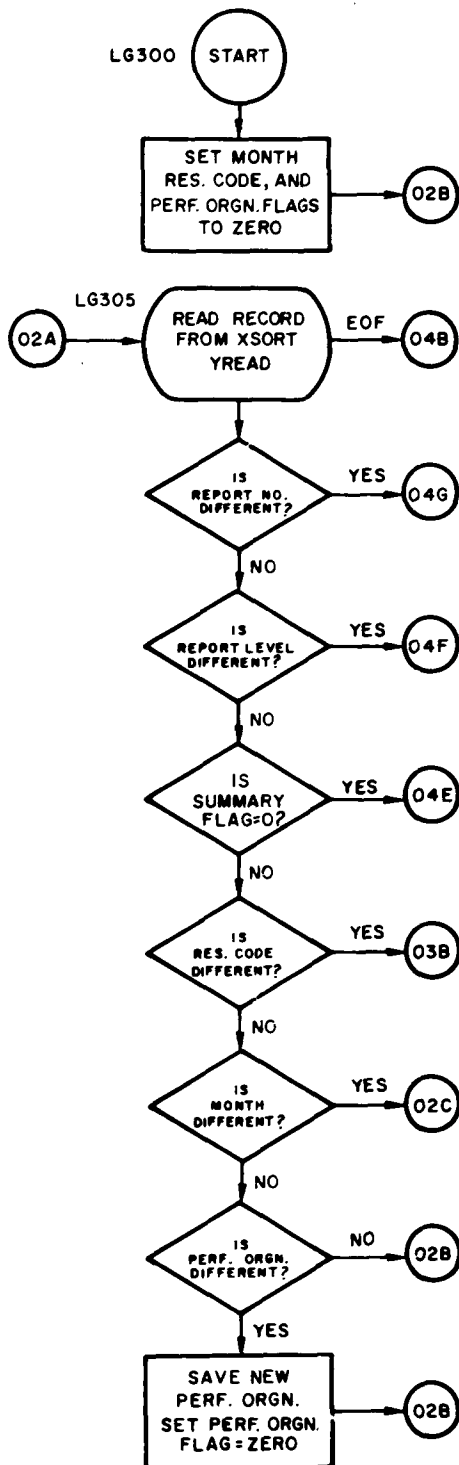 LG300
START
SET MONTH
RES. CODE, AND
PERF. ORGN. FLAGS
TO ZERO
02B
LG305
02A
READ RECORD
FROM XSORT
YREAD
EOF
04B
IS
REPORT NO.
DIFFERENT?
YES
04G
NO
IS
REPORT LEVEL
DIFFERENT?
YES
04F
NO
IS
SUMMARY
FLAG=0?
YES
04E
NO
IS
RES. CODE
DIFFERENT?
YES
03B
NO
IS
MONTH
DIFFERENT?
YES
02C
NO
IS
PERF. ORGN.
DIFFERENT?
NO
02B
YES
SAVE NEW
PERF. ORGN.
SET PERF. ORGN.
FLAG=ZERO
02B